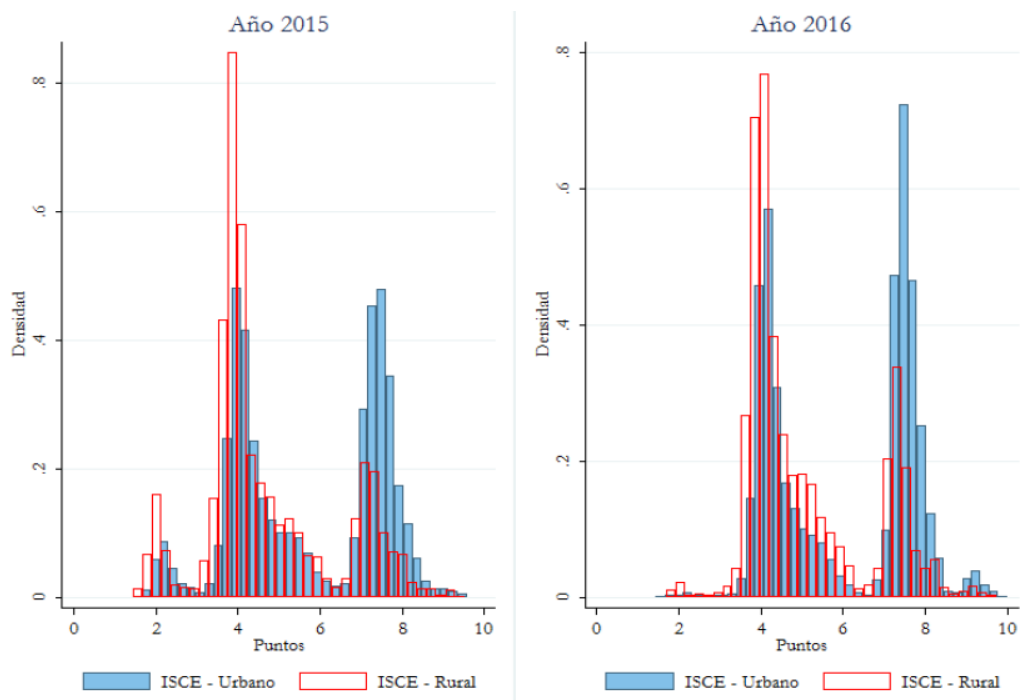 Año 2015
Densidad
.8
.6
.4
.2
0
0 2 4 6 8 10
Puntos
ISCE - Urbano ISCE - Rural
Año 2016
Densidad
.8
.6
.4
.2
0
0 2 4 6 8 10
Puntos
ISCE - Urbano ISCE - Rural